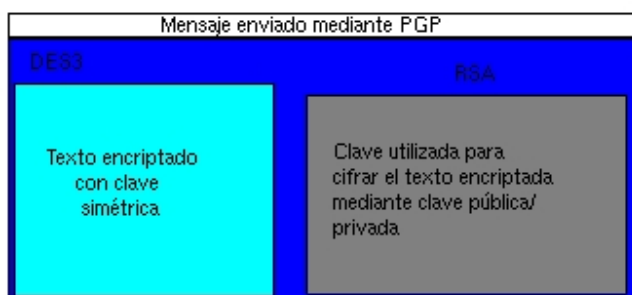 Mensaje enviado mediante PGP
DES3
RSA
Texto encriptado
con clave
simétrica
Clave utilizada para
cifrar el texto encriptada
mediante clave pública/
privada